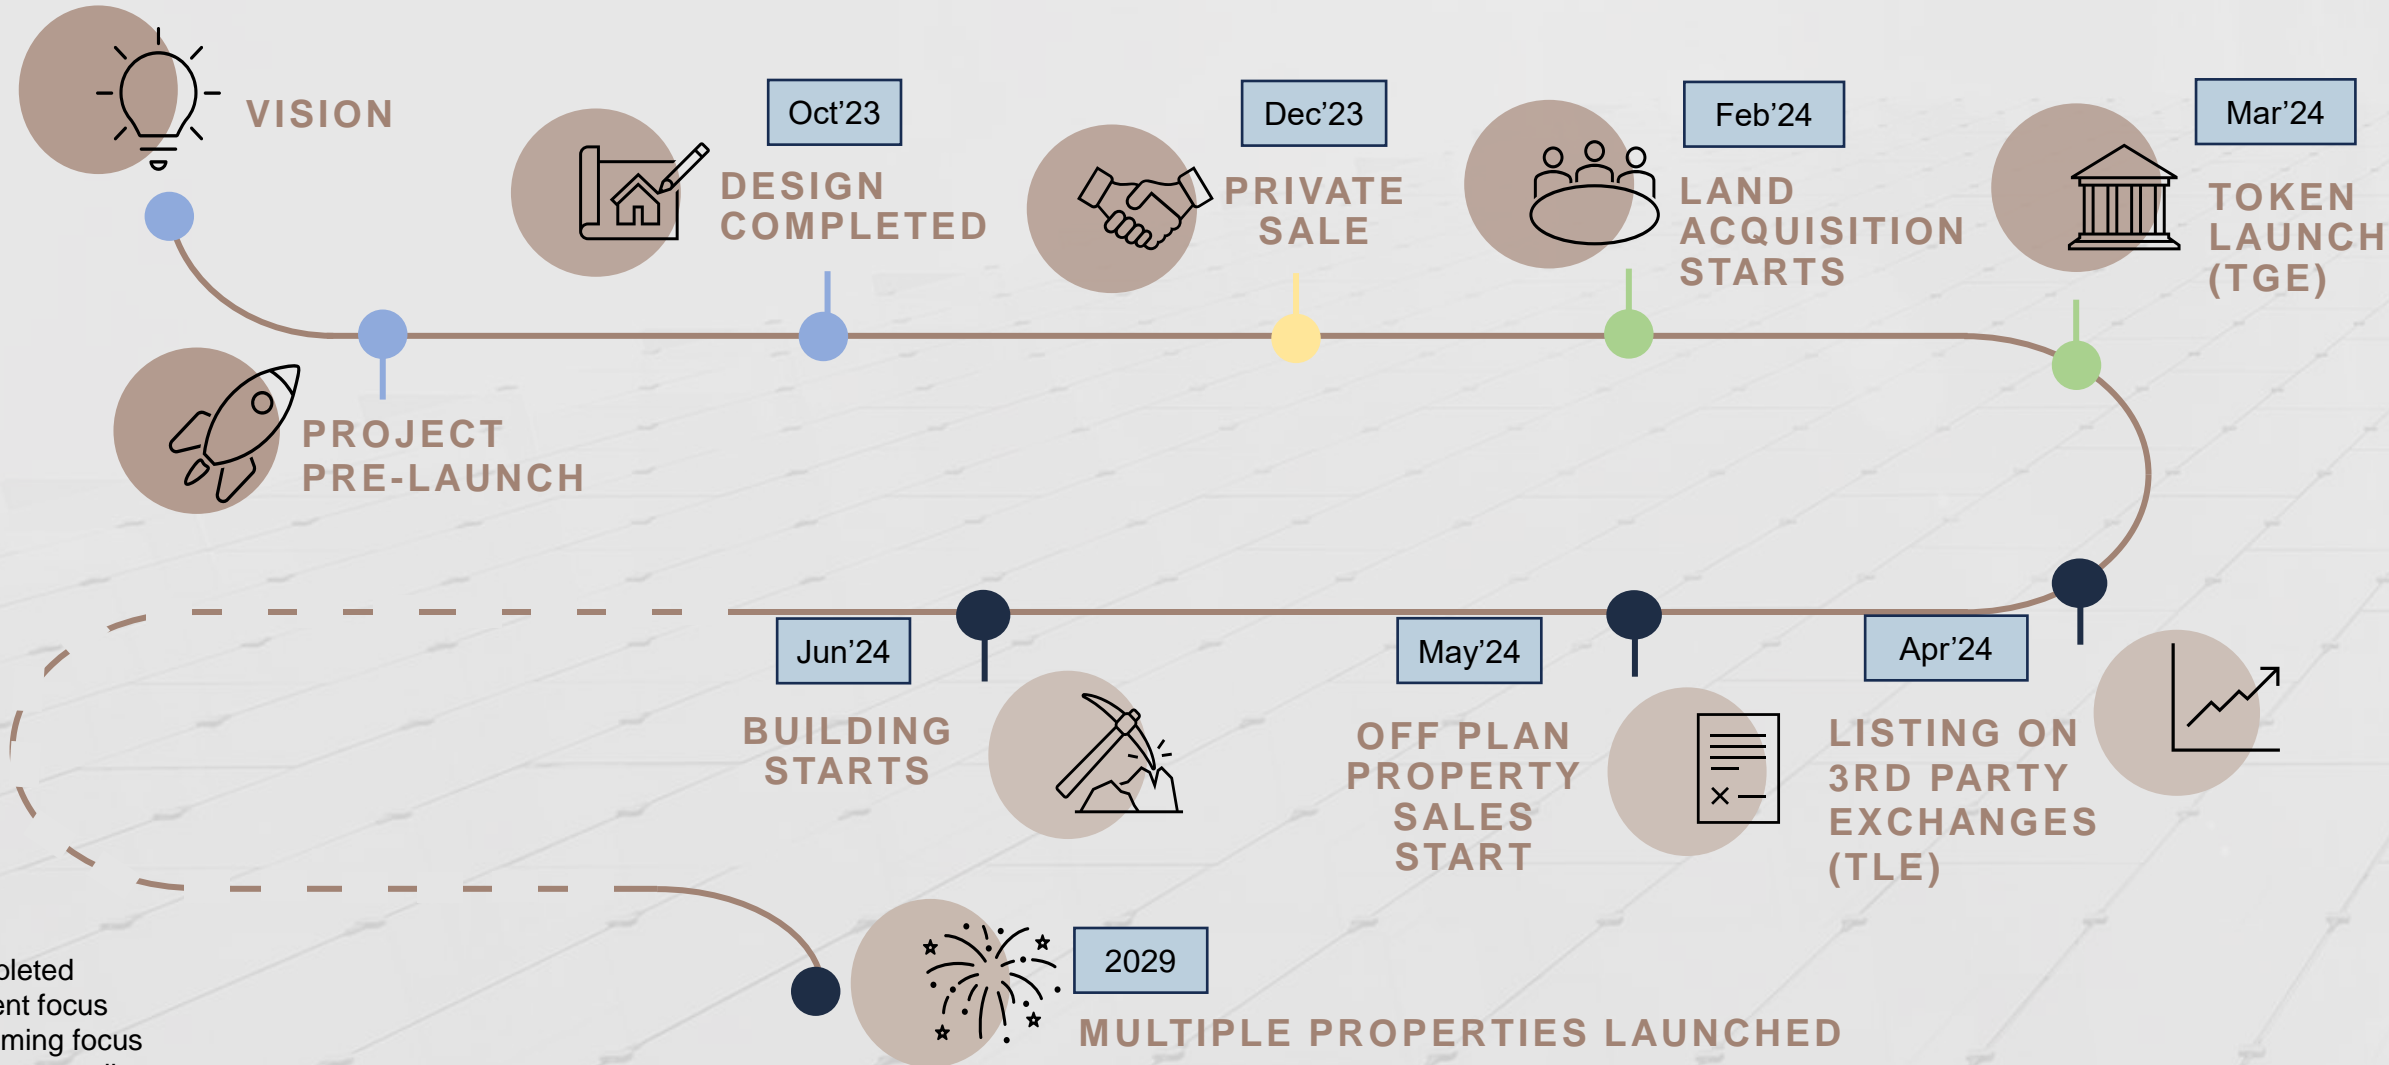 VISION
Oct’23
DESIGN
COMPLETED
Dec’23
PRIVATE
SALE
Feb’24
LAND
ACQUISITION
STARTS
Mar’24
TOKEN
LAUNCH
(TGE)
PROJECT
PRE-LAUNCH
Apr’24
LISTING ON
3RD PARTY
EXCHANGES
(TLE)
May’24
OFF PLAN
PROPERTY
SALES
START
Jun’24
BUILDING
STARTS
2029
MULTIPLE PROPERTIES LAUNCHED
focus
focus